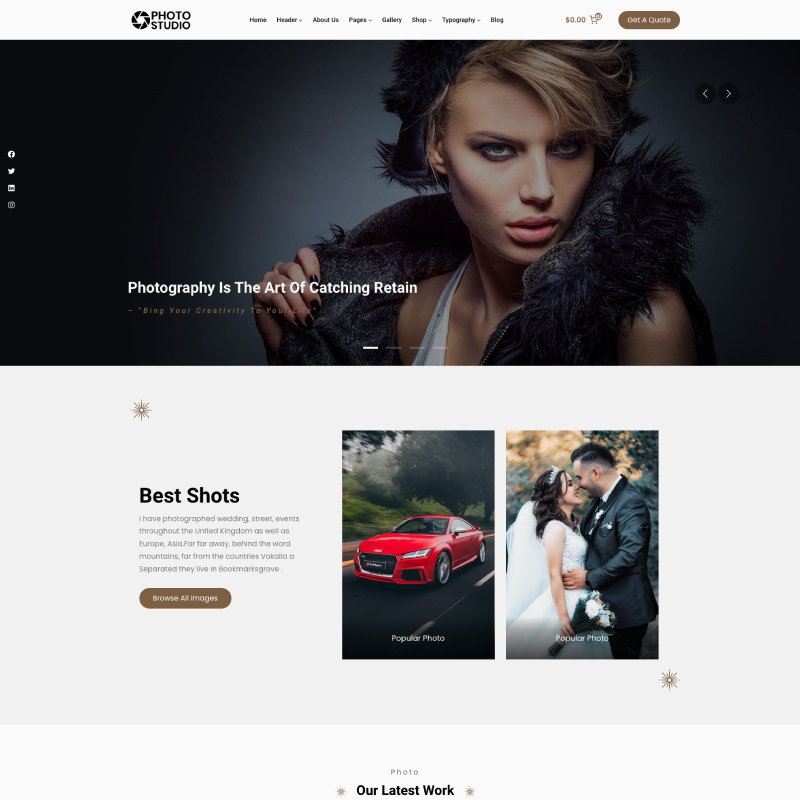 PHOTO
STUDIO
Home Header About Us Pages Gallery Shop Typography Blog
$0.00 0
Get A Quote
Photography Is The Art Of Catching Retain
– "Bing Your Creativity To Your Life"
Best Shots
I have photographed wedding, street, events
throughout the United Kingdom as well as
Europe, Asia.Far far away, behind the word
mountains, far from the countries Vokalia a
Separated they live in Bookmarksgrove .
Browse All Images
Popular Photo
Popular Photo
Photo
Our Latest Work